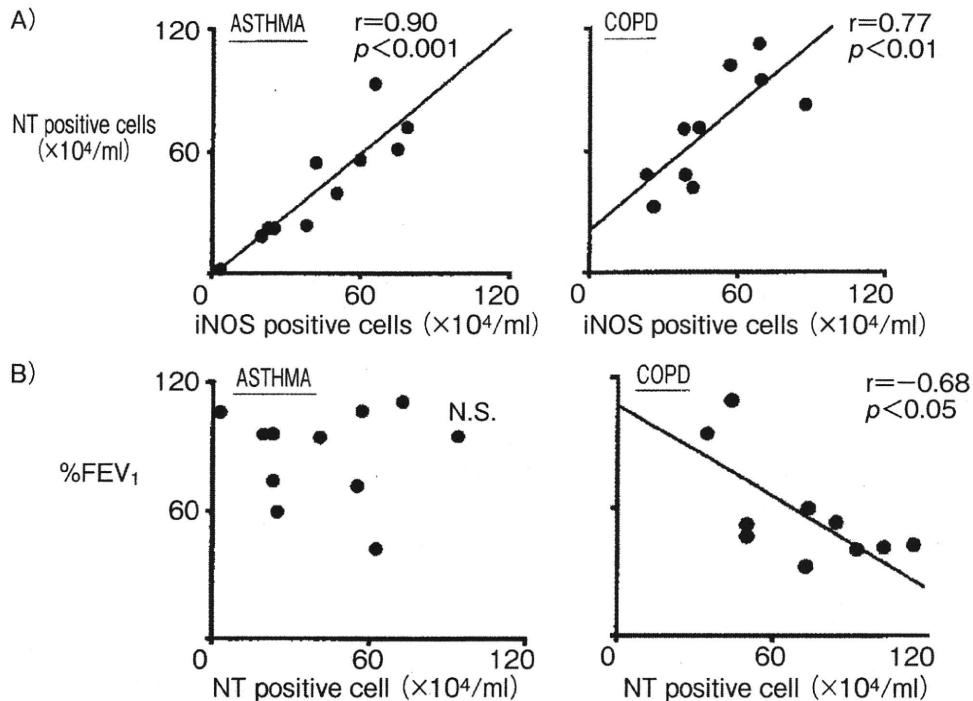 A)
ASTHMA
r=0.90
p<0.001
120
60
0
NT positive cells
(×10⁴/ml)
0 60 120
iNOS positive cells (×10⁴/ml)
COPD
r=0.77
p<0.01
0 60 120
iNOS positive cells (×10⁴/ml)
B)
ASTHMA
N.S.
120
60
%FEV₁
0 60 120
NT positive cell (×10⁴/ml)
COPD
r=−0.68
p<0.05
0 60 120
NT positive cell (×10⁴/ml)